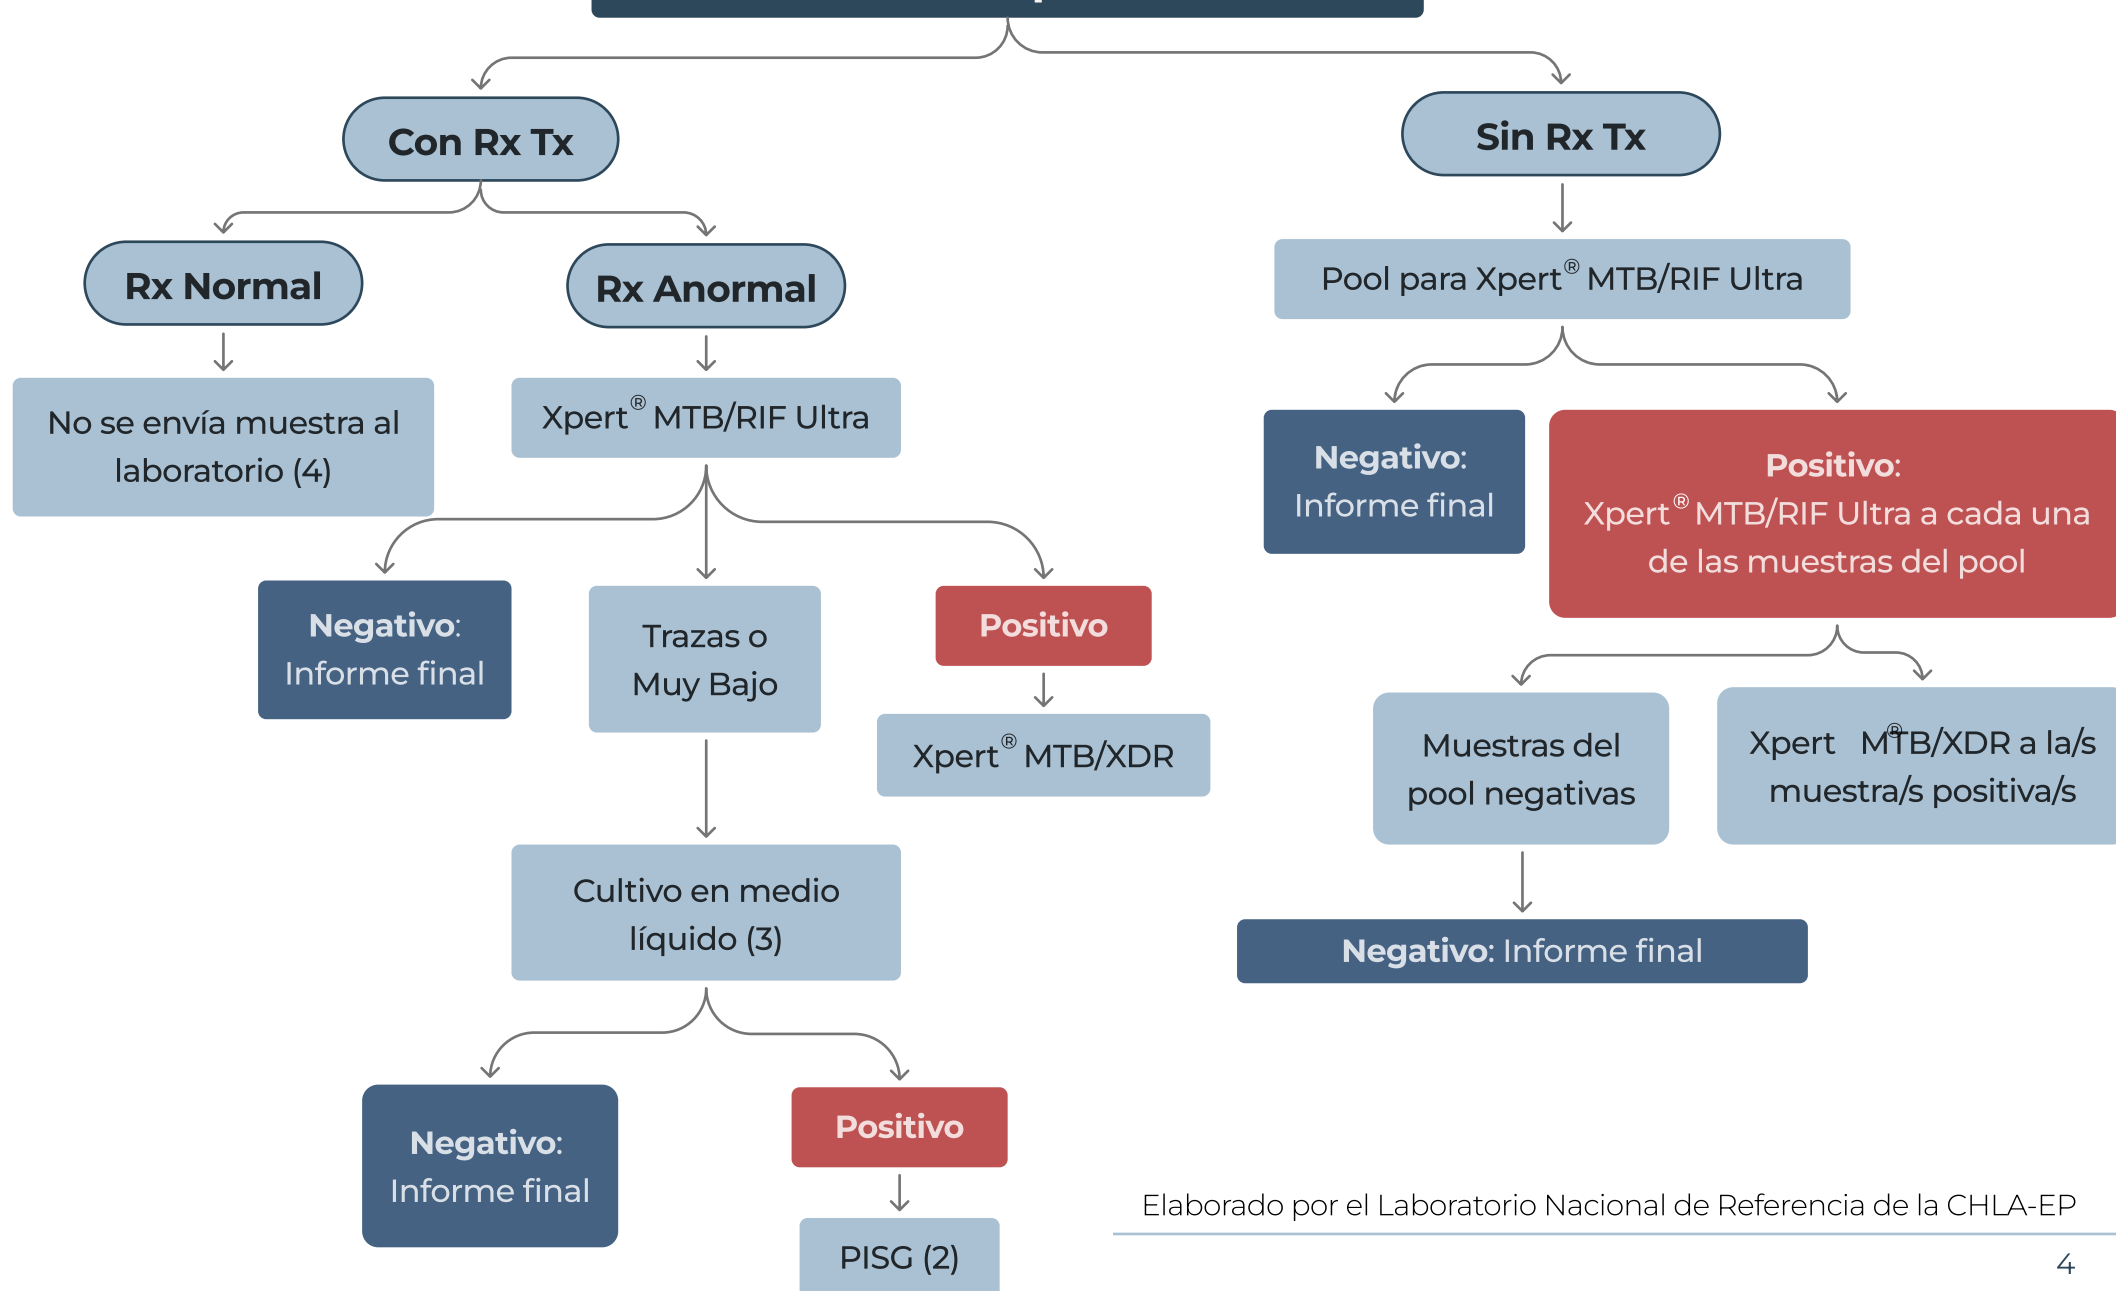 Con Rx Tx
Sin Rx Tx
Rx Normal
Rx Anormal
Pool para Xpert® MTB/RIF Ultra
No se envía muestra al
laboratorio (4)
Xpert® MTB/RIF Ultra
Negativo:
Informe final
Positivo:
Xpert® MTB/RIF Ultra a cada una
de las muestras del pool
Negativo:
Informe final
Trazas o
Muy Bajo
Positivo
Xpert® MTB/XDR
Muestras del
pool negativas
Xpert ® MTB/XDR a la/s
muestra/s positiva/s
Cultivo en medio
líquido (3)
Negativo: Informe final
Negativo:
Informe final
Positivo
PISG (2)
Elaborado por el Laboratorio Nacional de Referencia de la CHLA-EP
4